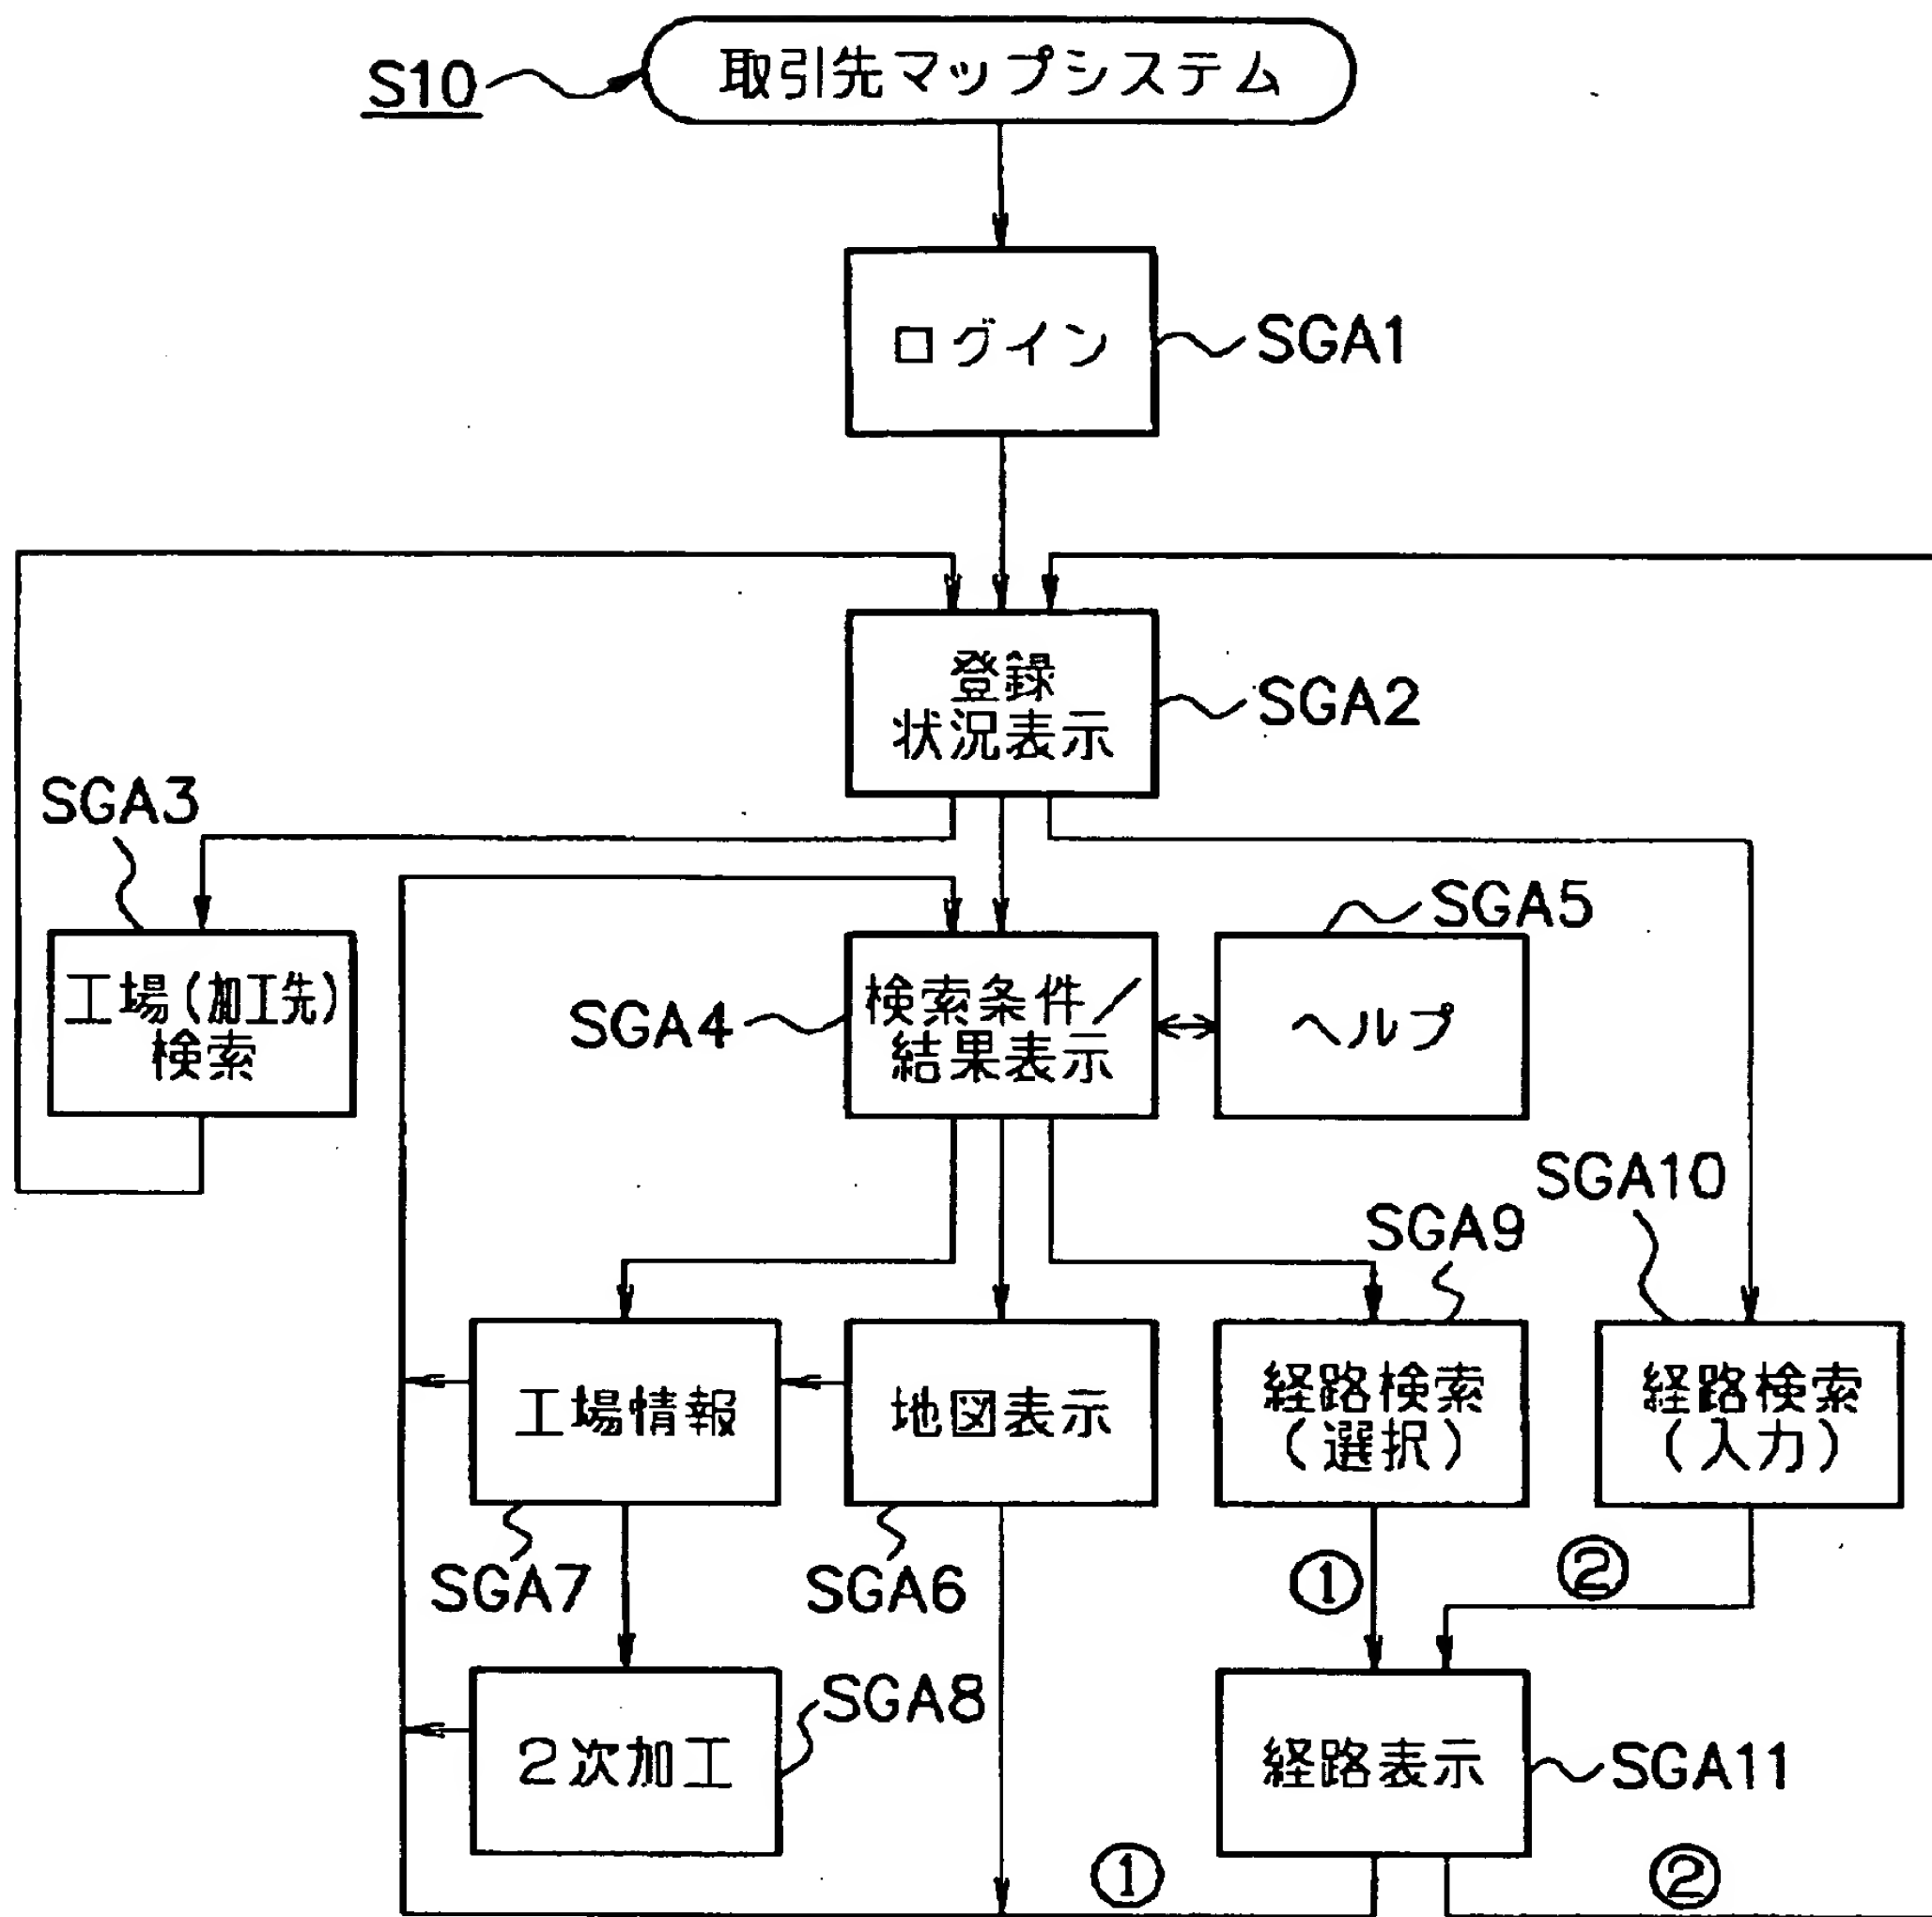 S10
取引先マップシステム
ログイン
SGA1
登録
状況表示
SGA2
SGA3
工場(加工先)
検索
SGA4
検索条件/
結果表示
SGA5
ヘルプ
SGA10
SGA9
工場情報
地図表示
経路検索
(選択)
経路検索
(入力)
SGA7
SGA6
①
②
2次加工
SGA8
経路表示
SGA11
①
②